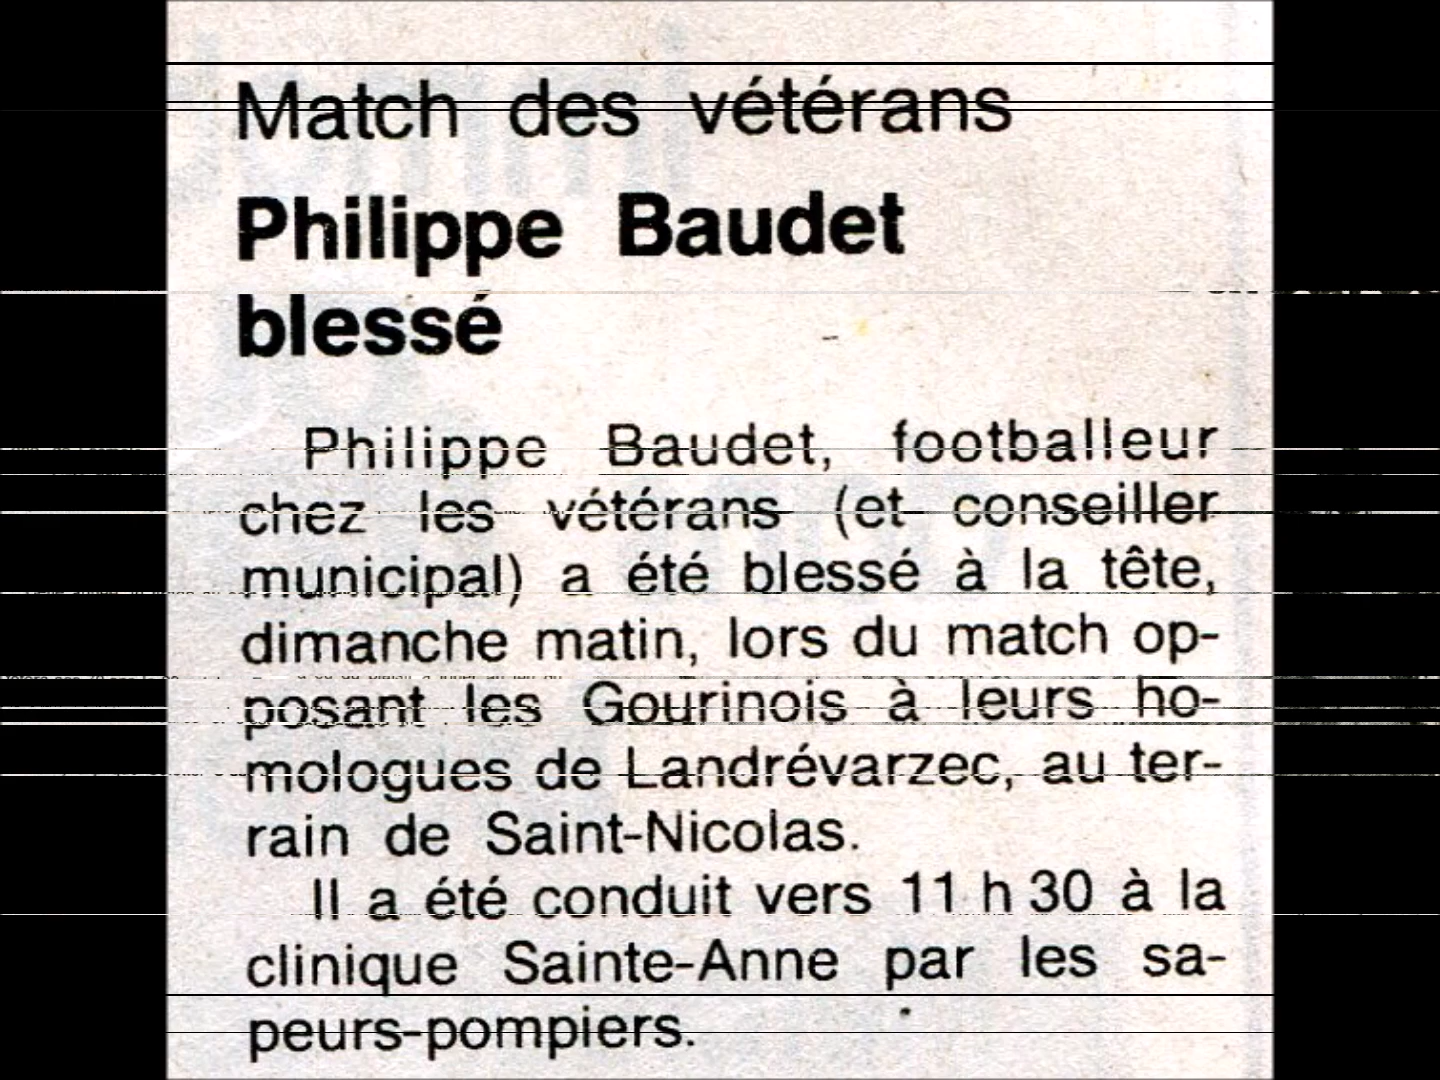 Match des vétérans
Philippe Baudet
blessé
Philippe Baudet, footballeur
chez les vétérans (et conseiller
municipal) a été blessé à la tête,
dimanche matin, lors du match op-
posant les Gourinois à leurs ho-
mologues de Landrévarzec, au ter-
rain de Saint-Nicolas.
Il a été conduit vers 11 h 30 à la
clinique Sainte-Anne par les sa-
peurs-pompiers.